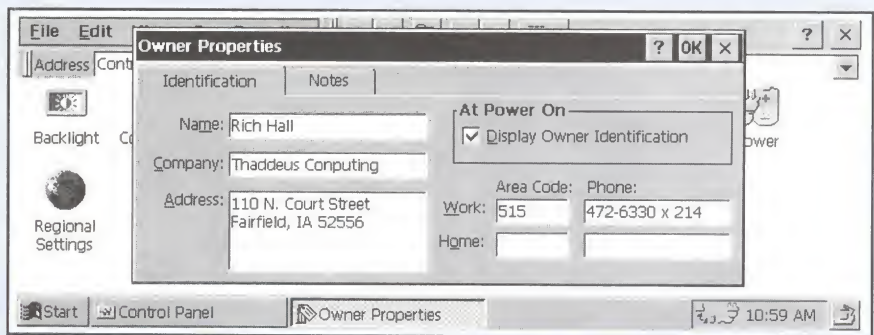 File Edit
? ×
Owner Properties
? OK ×
Address Cont
Identification Notes
Name: Rich Hall
Company: Thaddeus Conputing
Address: 110 N. Court Street
Fairfield, IA 52556
At Power On
Display Owner Identification
Area Code: Phone:
Work: 515 472-6330 x 214
Home:
Backlight
ower
Regional
Settings
Start Control Panel Owner Properties 10:59 AM